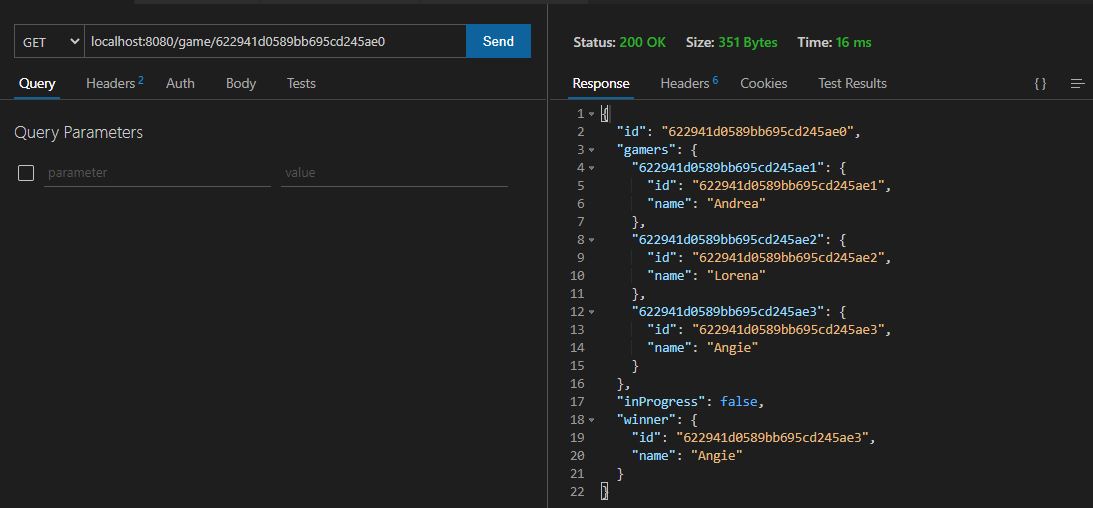 GET localhost:8080/game/622941d0589bb695cd245ae0 Send
Query Headers 2 Auth Body Tests
Query Parameters
parameter value
Status: 200 OK Size: 351 Bytes Time: 16 ms
Response Headers 6 Cookies Test Results { }
1 {
2 "id": "622941d0589bb695cd245ae0",
3 "gamers": {
4 "622941d0589bb695cd245ae1": {
5 "id": "622941d0589bb695cd245ae1",
6 "name": "Andrea"
7 },
8 "622941d0589bb695cd245ae2": {
9 "id": "622941d0589bb695cd245ae2",
10 "name": "Lorena"
11 },
12 "622941d0589bb695cd245ae3": {
13 "id": "622941d0589bb695cd245ae3",
14 "name": "Angie"
15 }
16 },
17 "inProgress": false,
18 "winner": {
19 "id": "622941d0589bb695cd245ae3",
20 "name": "Angie"
21 }
22 }